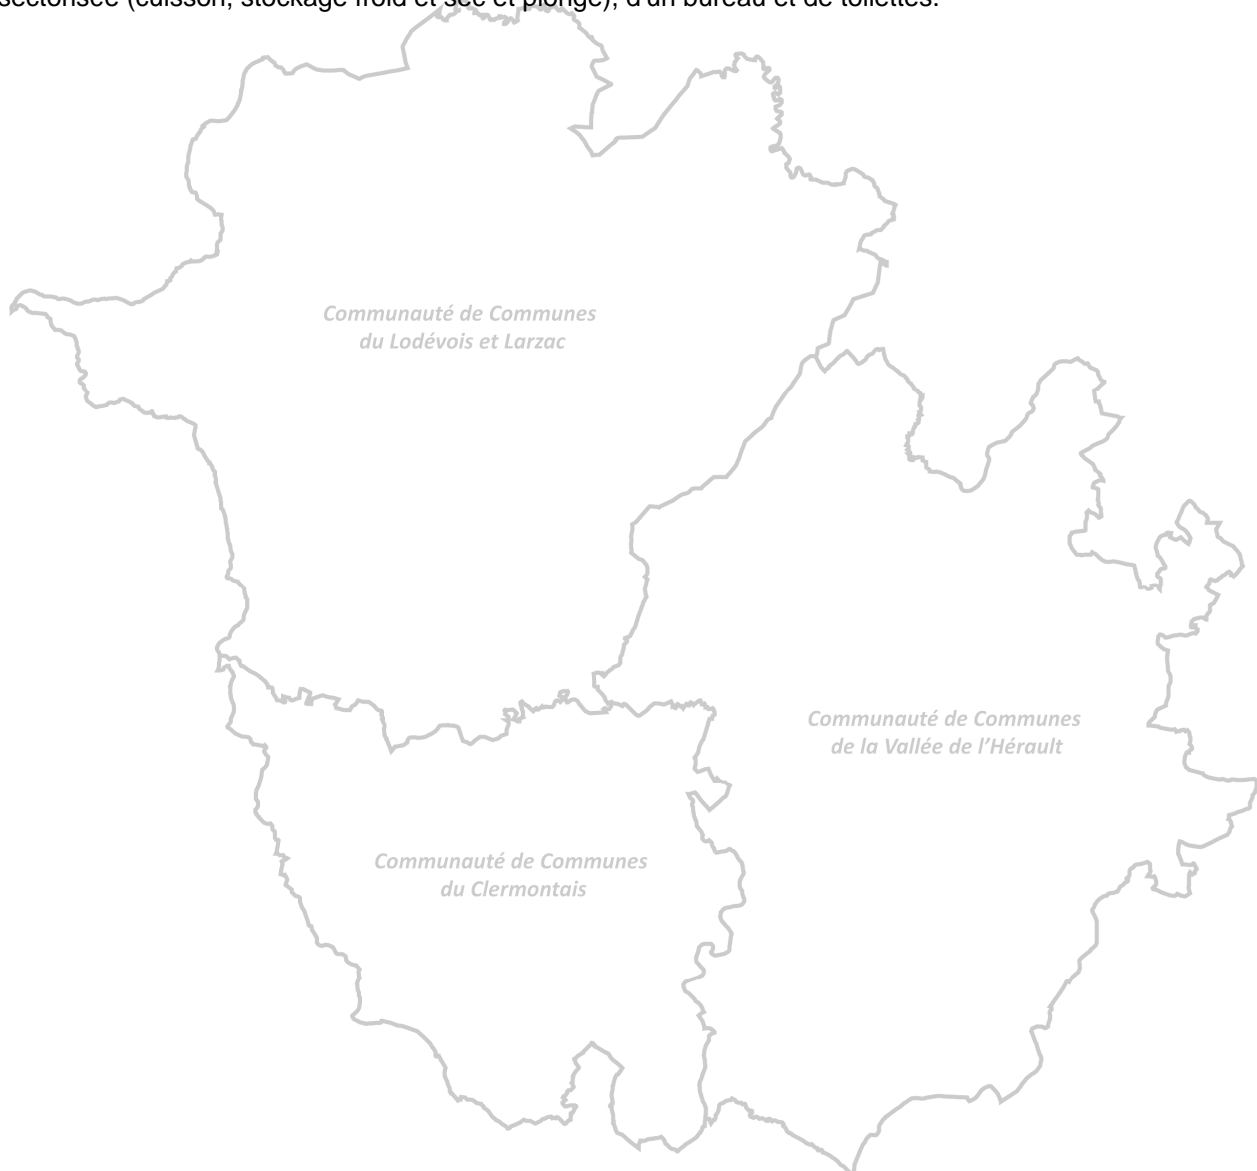 sectorisée (cuisson, stockage froid et sec et plonge), d'un bureau et de toilettes.
Communauté de Communes
du Lodévois et Larzac
Communauté de Communes
de la Vallée de l'Hérault
Communauté de Communes
du Clermontais